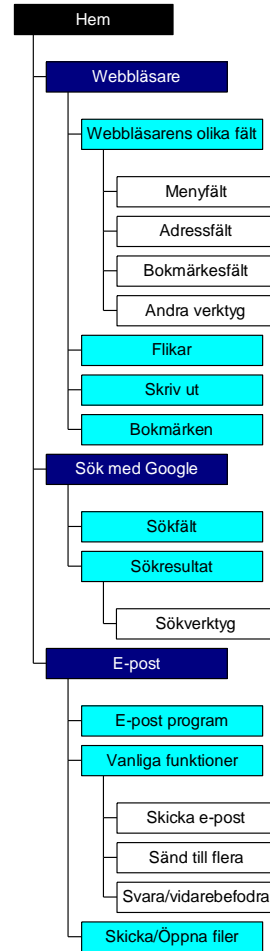 Hem
Webbläsare
Webbläsarens olika fält
Menyfält
Adressfält
Bokmärkesfält
Andra verktyg
Flikar
Skriv ut
Bokmärken
Sök med Google
Sökfält
Sökresultat
Sökverktyg
E-post
E-post program
Vanliga funktioner
Skicka e-post
Sänd till flera
Svara/vidarebefodra
Skicka/Öppna filer